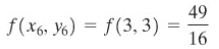 f(x₆, y₆) = f(3, 3) = 49/16